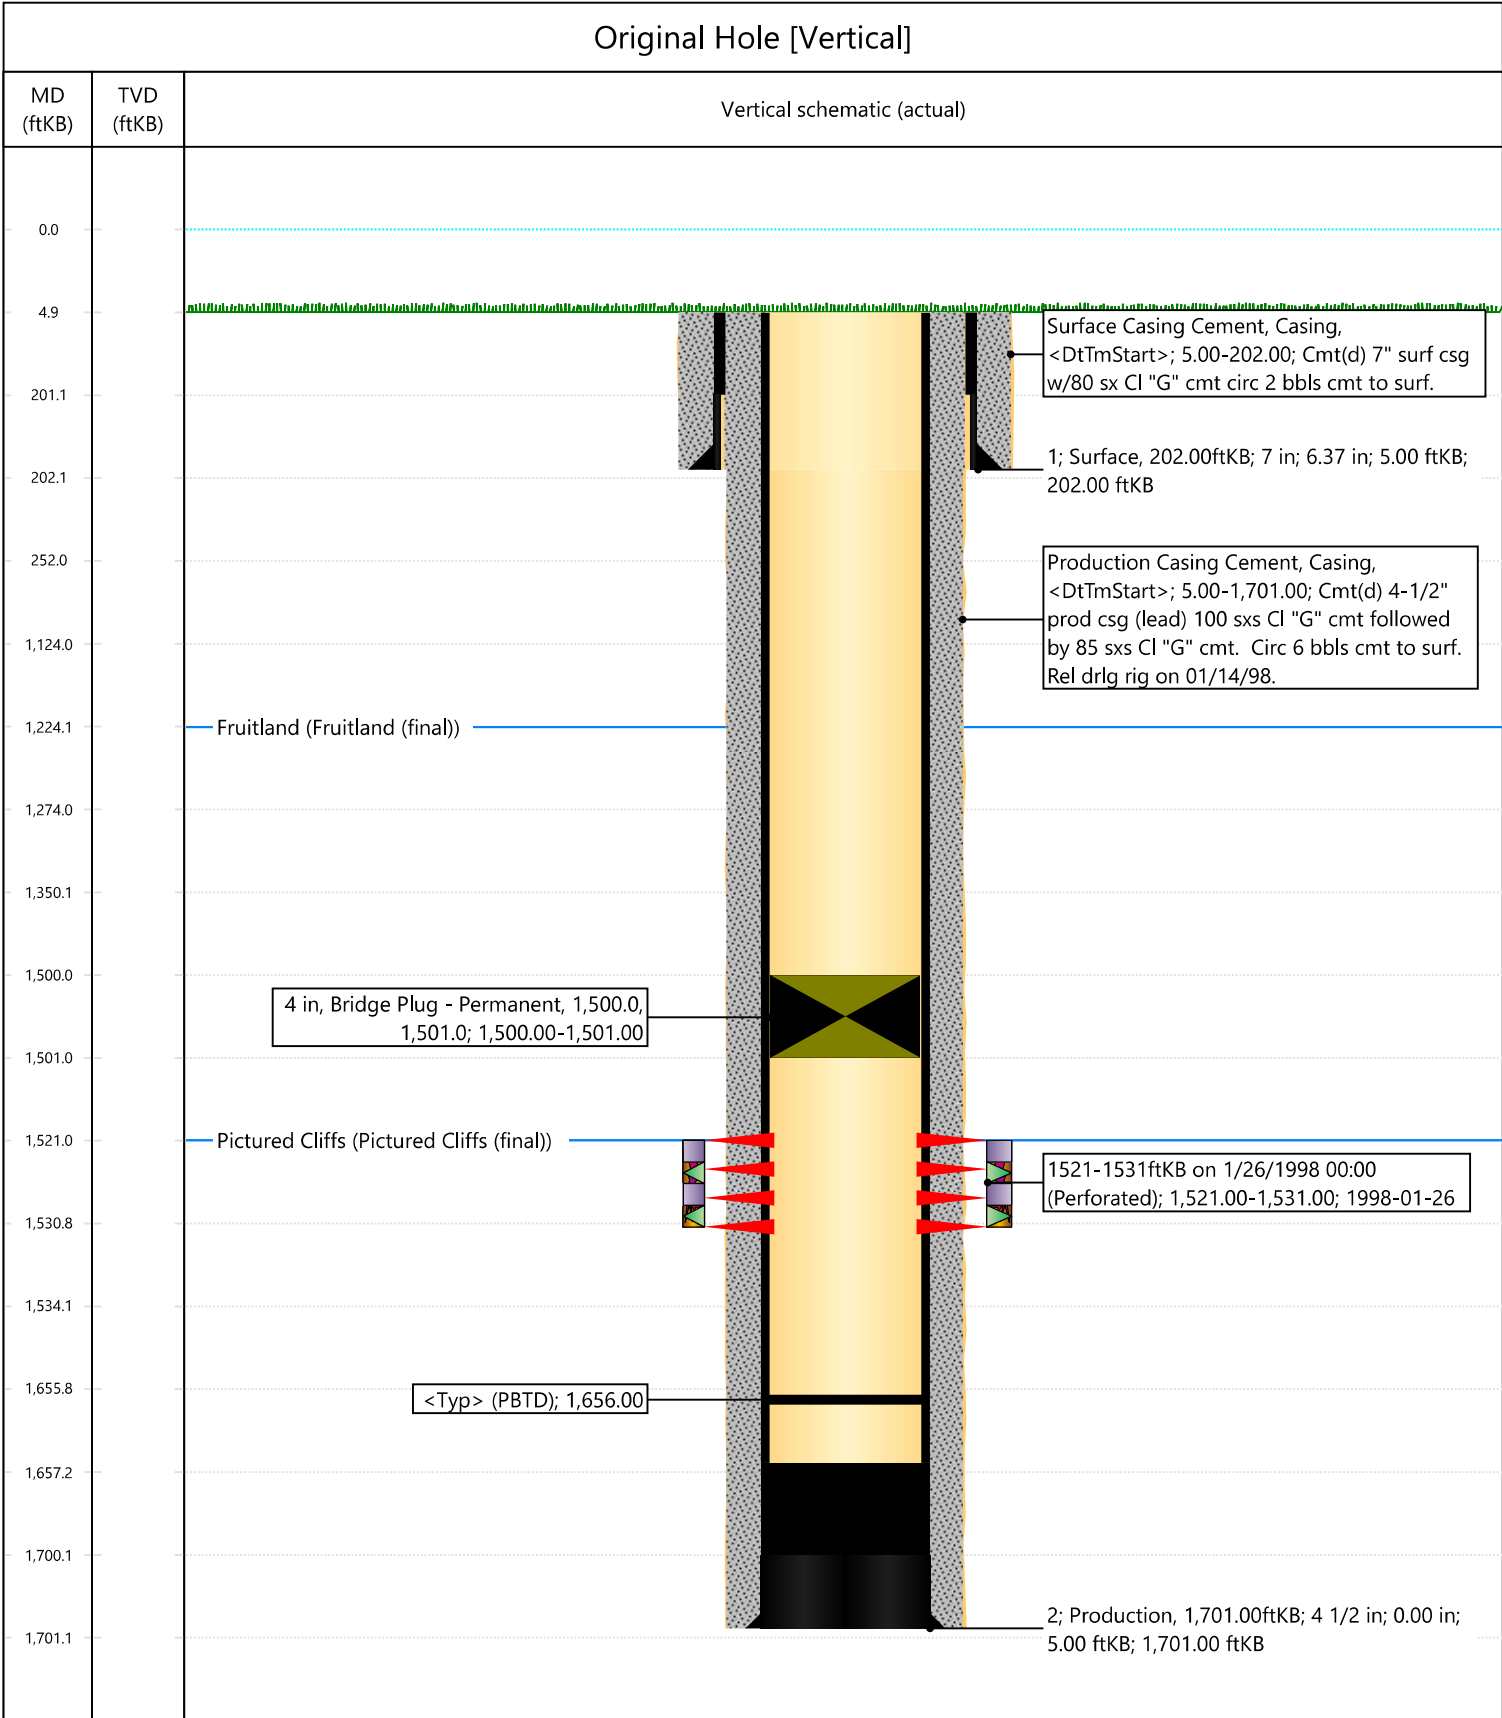 Original Hole [Vertical]
MD
(ftKB)
TVD
(ftKB)
Vertical schematic (actual)
0.0
4.9
Surface Casing Cement, Casing,
<DtTmStart>; 5.00-202.00; Cmt(d) 7" surf csg
w/80 sx Cl "G" cmt circ 2 bbls cmt to surf.
201.1
1; Surface, 202.00ftKB; 7 in; 6.37 in; 5.00 ftKB;
202.00 ftKB
202.1
252.0
Production Casing Cement, Casing,
<DtTmStart>; 5.00-1,701.00; Cmt(d) 4-1/2"
prod csg (lead) 100 sxs Cl "G" cmt followed
by 85 sxs Cl "G" cmt.  Circ 6 bbls cmt to surf.
Rel drlg rig on 01/14/98.
1,124.0
1,224.1
Fruitland (Fruitland (final))
1,274.0
1,350.1
1,500.0
4 in, Bridge Plug - Permanent, 1,500.0,
1,501.0; 1,500.00-1,501.00
1,501.0
1,521.0
Pictured Cliffs (Pictured Cliffs (final))
1521-1531ftKB on 1/26/1998 00:00
(Perforated); 1,521.00-1,531.00; 1998-01-26
1,530.8
1,534.1
1,655.8
<Typ> (PBTD); 1,656.00
1,657.2
1,700.1
2; Production, 1,701.00ftKB; 4 1/2 in; 0.00 in;
5.00 ftKB; 1,701.00 ftKB
1,701.1